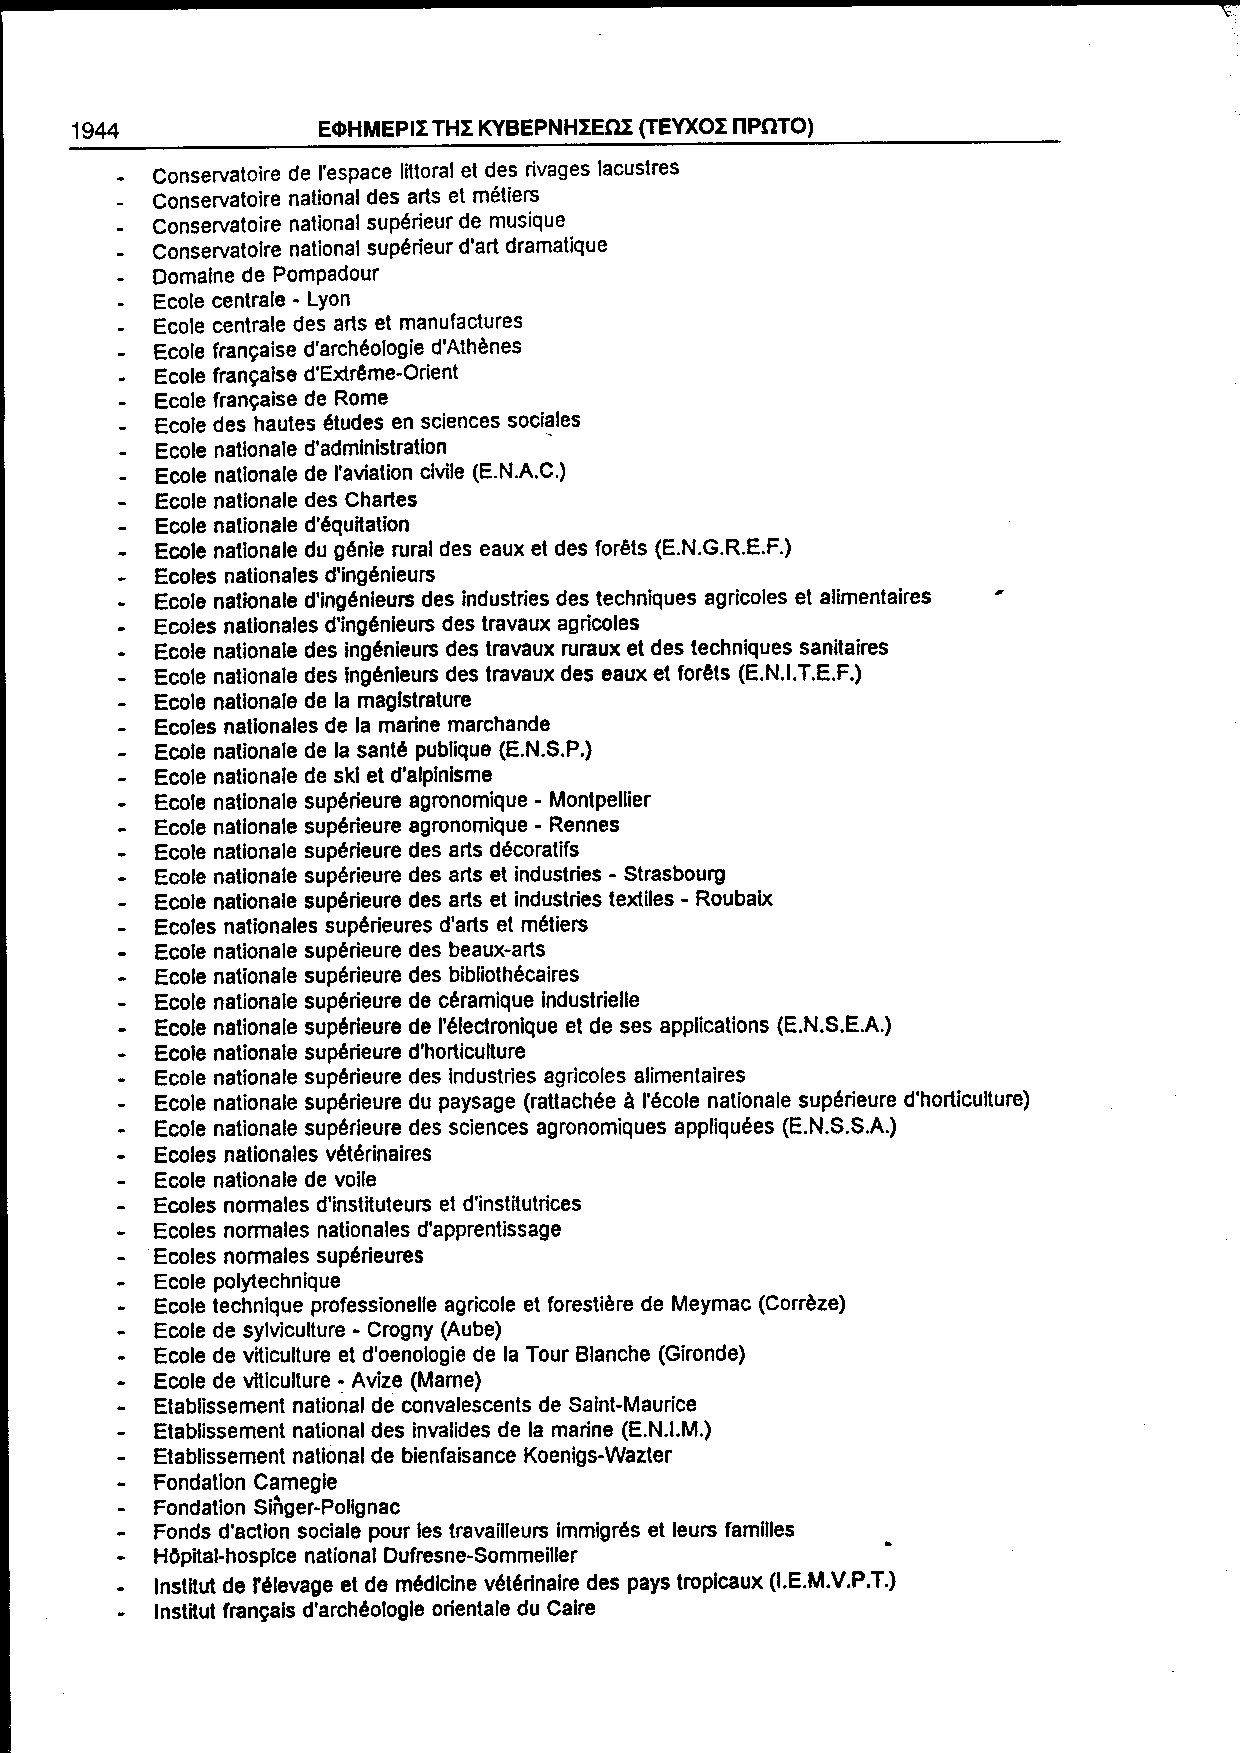 1944 ΕΦΗΜΕΡΙΣ ΤΗΣ ΚΥΒΕΡΝΗΣΕΩΣ (ΤΕΥΧΟΣ ΠΡΩΤΟ)
- Conservatoire de l'espace littoral et des rivages lacustres
- Conservatoire national des arts et métiers
- Conservatoire national supérieur de musique
- Conservatoire national supérieur d'art dramatique
- Domaine de Pompadour
- Ecole centrale - Lyon
- Ecole centrale des arts et manufactures
- Ecole française d'archéologie d'Athènes
- Ecole française d'Extrême-Orient
- Ecole française de Rome
- Ecole des hautes études en sciences sociales
- Ecole nationale d'administration
- Ecole nationale de l'aviation civile (E.N.A.C.)
- Ecole nationale des Chartes
- Ecole nationale d'équitation
- Ecole nationale du génie rural des eaux et des forêts (E.N.G.R.E.F.)
- Ecoles nationales d'ingénieurs
- Ecole nationale d'ingénieurs des industries des techniques agricoles et alimentaires
- Ecoles nationales d'ingénieurs des travaux agricoles
- Ecole nationale des ingénieurs des travaux ruraux et des techniques sanitaires
- Ecole nationale des ingénieurs des travaux des eaux et forêts (E.N.I.T.E.F.)
- Ecole nationale de la magistrature
- Ecoles nationales de la marine marchande
- Ecole nationale de la santé publique (E.N.S.P.)
- Ecole nationale de ski et d'alpinisme
- Ecole nationale supérieure agronomique - Montpellier
- Ecole nationale supérieure agronomique - Rennes
- Ecole nationale supérieure des arts décoratifs
- Ecole nationale supérieure des arts et industries - Strasbourg
- Ecole nationale supérieure des arts et industries textiles - Roubaix
- Ecoles nationales supérieures d'arts et métiers
- Ecole nationale supérieure des beaux-arts
- Ecole nationale supérieure des bibliothécaires
- Ecole nationale supérieure de céramique industrielle
- Ecole nationale supérieure de l'électronique et de ses applications (E.N.S.E.A.)
- Ecole nationale supérieure d'horticulture
- Ecole nationale supérieure des industries agricoles alimentaires
- Ecole nationale supérieure du paysage (rattachée à l'école nationale supérieure d'horticulture)
- Ecole nationale supérieure des sciences agronomiques appliquées (E.N.S.S.A.)
- Ecoles nationales vétérinaires
- Ecole nationale de voile
- Ecoles normales d'instituteurs et d'institutrices
- Ecoles normales nationales d'apprentissage
- Ecoles normales supérieures
- Ecole polytechnique
- Ecole technique professionelle agricole et forestière de Meymac (Corrèze)
- Ecole de sylviculture - Crogny (Aube)
- Ecole de viticulture et d'oenologie de la Tour Blanche (Gironde)
- Ecole de viticulture - Avize (Marne)
- Etablissement national de convalescents de Saint-Maurice
- Etablissement national des invalides de la marine (E.N.I.M.)
- Etablissement national de bienfaisance Koenigs-Wazter
- Fondation Carnegie
- Fondation Singer-Polignac
- Fonds d'action sociale pour les travailleurs immigrés et leurs familles
- Hôpital-hospice national Dufresne-Sommeiller
- Institut de l'élevage et de médicine vétérinaire des pays tropicaux (I.E.M.V.P.T.)
- Institut français d'archéologie orientale du Caire